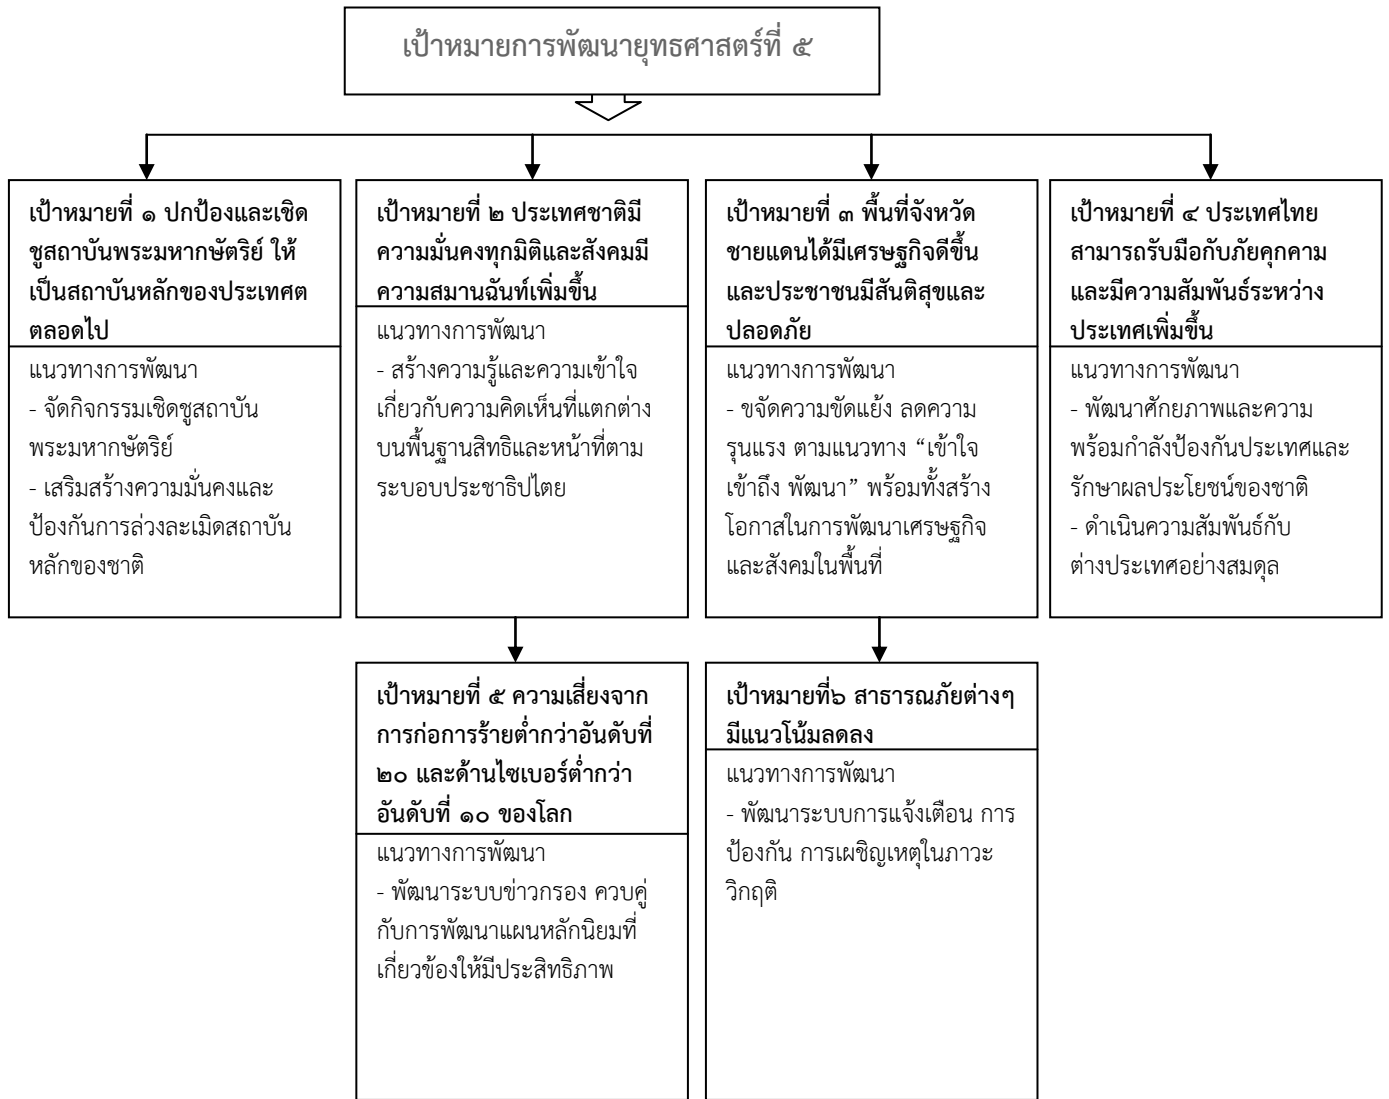 เป้าหมายการพัฒนายุทธศาสตร์ที่ ๕
เป้าหมายที่ ๑ ปกป้องและเชิด
ชูสถาบันพระมหากษัตริย์ ให้
เป็นสถาบันหลักของประเทศต
ตลอดไป
แนวทางการพัฒนา
- จัดกิจกรรมเชิดชูสถาบัน
พระมหากษัตริย์
- เสริมสร้างความมั่นคงและ
ป้องกันการล่วงละเมิดสถาบัน
หลักของชาติ
เป้าหมายที่ ๒ ประเทศชาติมี
ความมั่นคงทุกมิติและสังคมมี
ความสมานฉันท์เพิ่มขึ้น
แนวทางการพัฒนา
- สร้างความรู้และความเข้าใจ
เกี่ยวกับความคิดเห็นที่แตกต่าง
บนพื้นฐานสิทธิและหน้าที่ตาม
ระบอบประชาธิปไตย
เป้าหมายที่ ๓ พื้นที่จังหวัด
ชายแดนได้มีเศรษฐกิจดีขึ้น
และประชาชนมีสันติสุขและ
ปลอดภัย
แนวทางการพัฒนา
- ขจัดความขัดแย้ง ลดความ
รุนแรง ตามแนวทาง “เข้าใจ
เข้าถึง พัฒนา” พร้อมทั้งสร้าง
โอกาสในการพัฒนาเศรษฐกิจ
และสังคมในพื้นที่
เป้าหมายที่ ๔ ประเทศไทย
สามารถรับมือกับภัยคุกคาม
และมีความสัมพันธ์ระหว่าง
ประเทศเพิ่มขึ้น
แนวทางการพัฒนา
- พัฒนาศักยภาพและความ
พร้อมกำลังป้องกันประเทศและ
รักษาผลประโยชน์ของชาติ
- ดำเนินความสัมพันธ์กับ
ต่างประเทศอย่างสมดุล
เป้าหมายที่ ๕ ความเสี่ยงจาก
การก่อการร้ายต่ำกว่าอันดับที่
๒๐ และด้านไซเบอร์ต่ำกว่า
อันดับที่ ๑๐ ของโลก
แนวทางการพัฒนา
- พัฒนาระบบข่าวกรอง ควบคู่
กับการพัฒนาแผนหลักนิยมที่
เกี่ยวข้องให้มีประสิทธิภาพ
เป้าหมายที่๖ สาธารณภัยต่างๆ
มีแนวโน้มลดลง
แนวทางการพัฒนา
- พัฒนาระบบการแจ้งเตือน การ
ป้องกัน การเผชิญเหตุในภาวะ
วิกฤติ